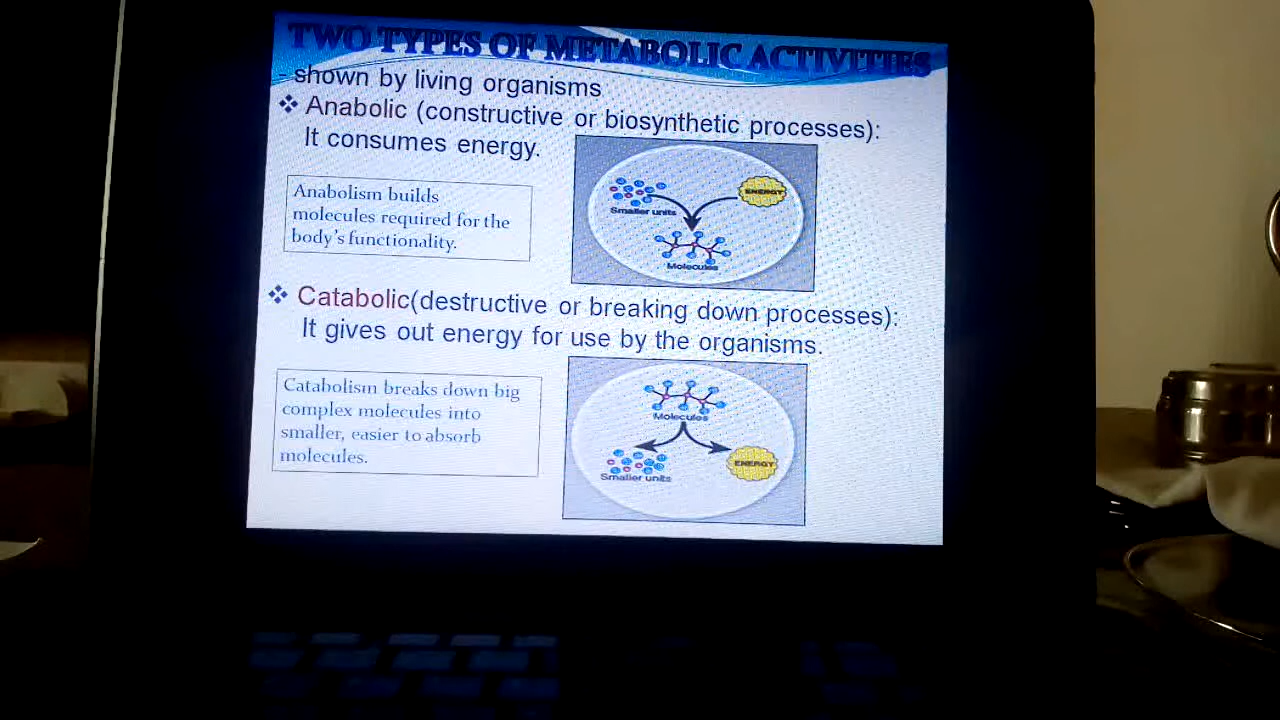 TWO TYPES OF METABOLIC ACTIVITIES
- shown by living organisms
❖ Anabolic (constructive or biosynthetic processes):
It consumes energy.
Anabolism builds
molecules required for the
body's functionality.
ENERGY
Smaller units
Molecules
❖ Catabolic(destructive or breaking down processes):
It gives out energy for use by the organisms.
Catabolism breaks down big
complex molecules into
smaller, easier to absorb
molecules.
Molecules
ENERGY
Smaller units